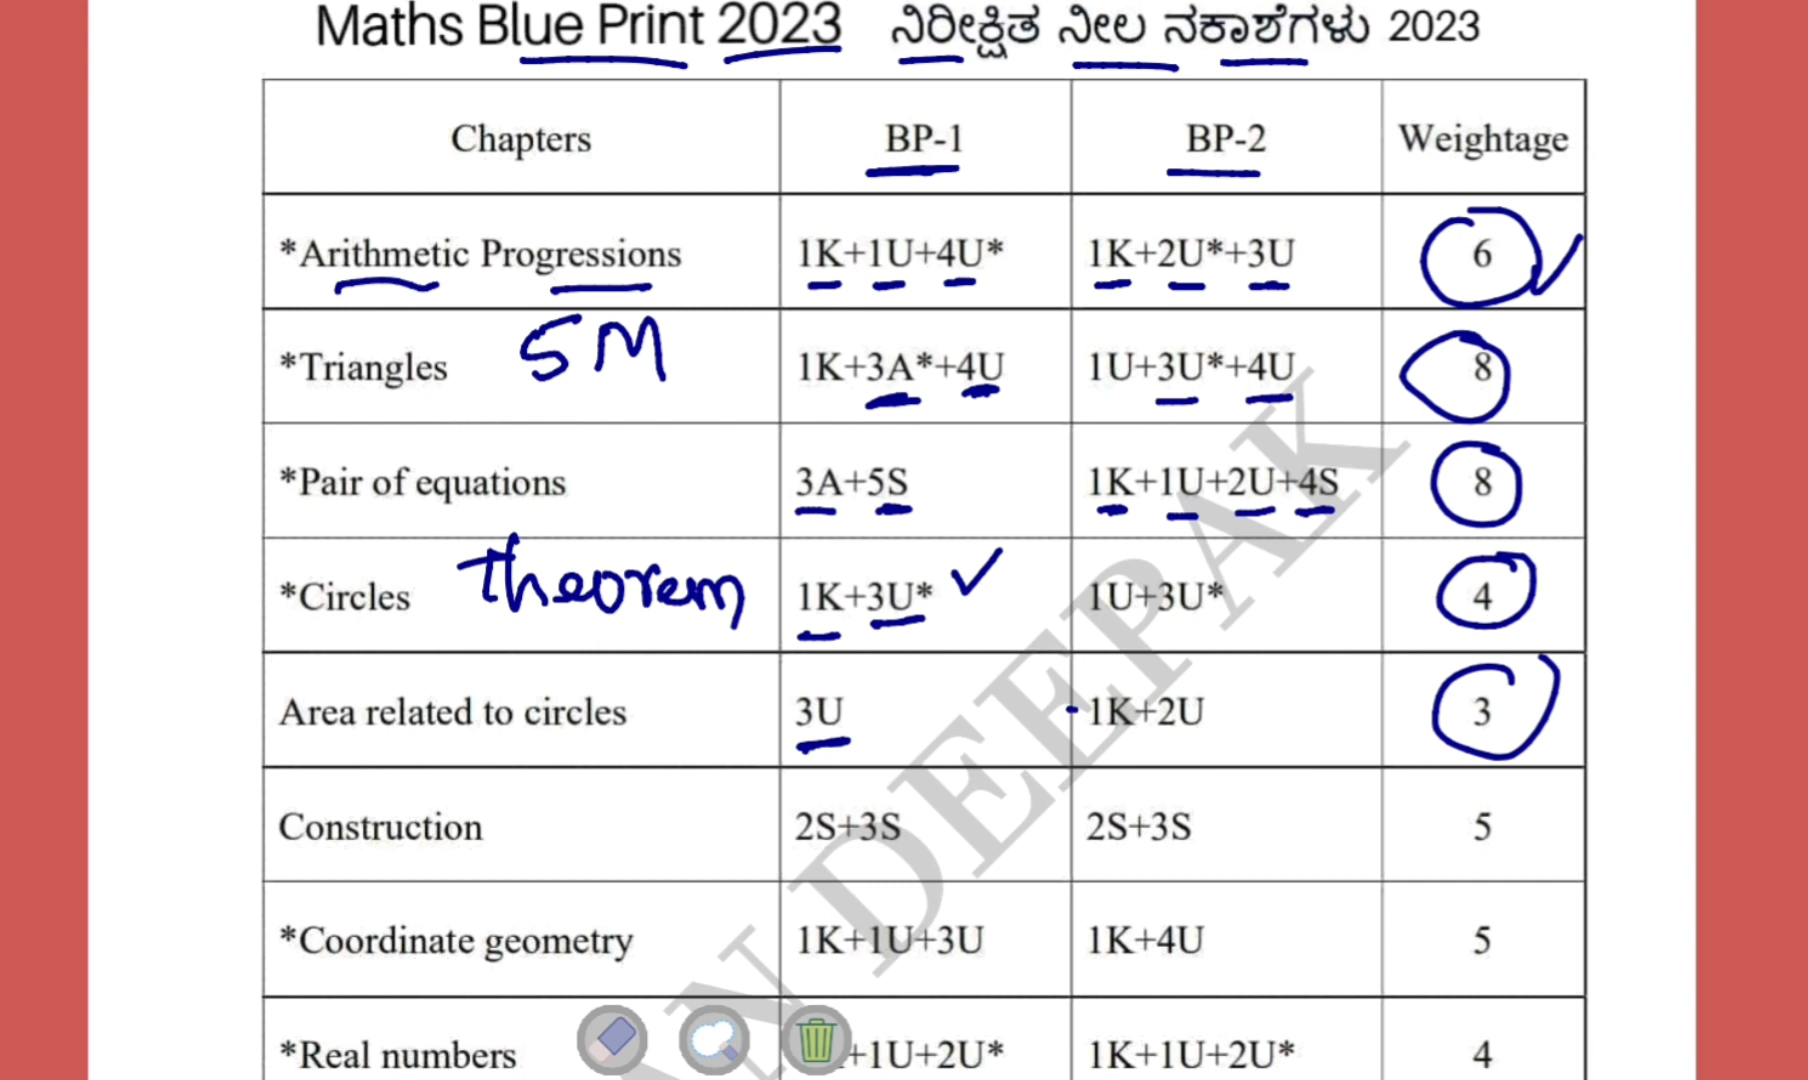 Maths Blue Print 2023 ನಿರೀಕ್ಷಿತ ನೀಲ ನಕಾಶೆಗಳು 2023
Chapters BP-1 BP-2 Weightage
*Arithmetic Progressions 1K+1U+4U* 1K+2U*+3U 6
*Triangles 5M 1K+3A*+4U 1U+3U*+4U 8
*Pair of equations 3A+5S 1K+1U+2U+4S 8
*Circles theorem 1K+3U* 1U+3U* 4
Area related to circles 3U 1K+2U 3
Construction 2S+3S 2S+3S 5
*Coordinate geometry 1K+1U+3U 1K+4U 5
*Real numbers +1U+2U* 1K+1U+2U* 4
DEEPAK